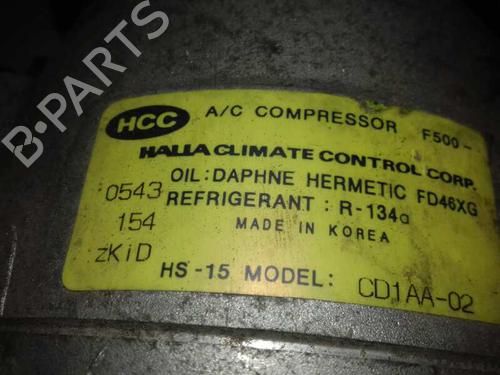 HCC A/C COMPRESSOR F500-
HALLA CLIMATE CONTROL CORP.
OIL: DAPHNE HERMETIC FD46XG
0543 REFRIGERANT : R-134a
154 MADE IN KOREA
ZKiD
HS-15 MODEL: CD1AA-02
B-PARTS